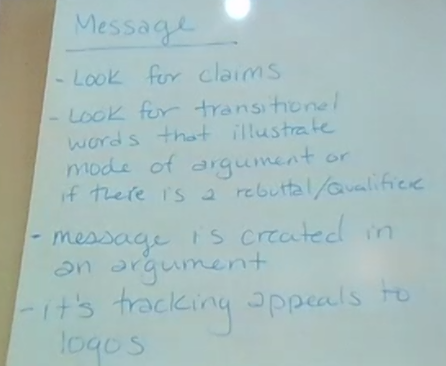 Message
- Look for claims
- Look for transitional
words that illustrate
mode of argument or
if there is a rebuttal/Qualifier
- message is created in
an argument
- it's tracking appeals to
logos